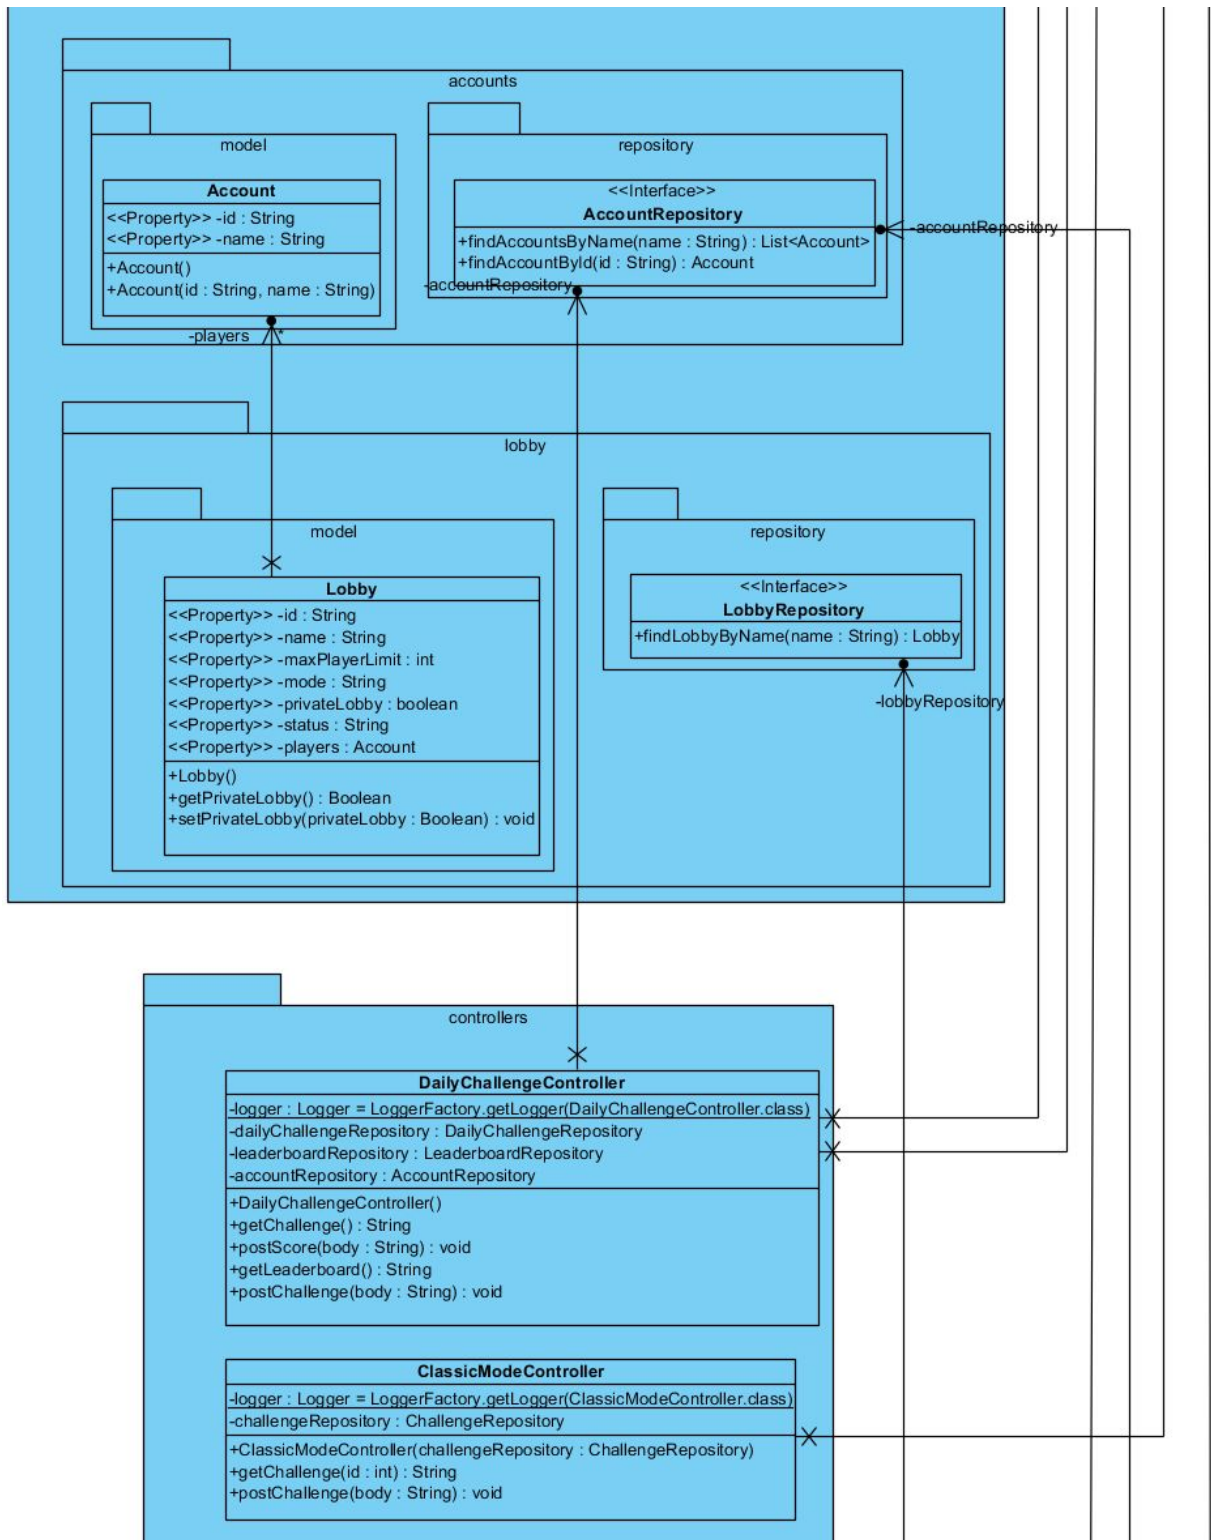 accounts
model
Account
<<Property>> -id : String
<<Property>> -name : String
+Account()
+Account(id : String, name : String)
-players
*
repository
<<Interface>>
AccountRepository
+findAccountsByName(name : String) : List<Account>
+findAccountById(id : String) : Account
-accountRepository
-accountRepository
lobby
model
Lobby
<<Property>> -id : String
<<Property>> -name : String
<<Property>> -maxPlayerLimit : int
<<Property>> -mode : String
<<Property>> -privateLobby : boolean
<<Property>> -status : String
<<Property>> -players : Account
+Lobby()
+getPrivateLobby() : Boolean
+setPrivateLobby(privateLobby : Boolean) : void
repository
<<Interface>>
LobbyRepository
+findLobbyByName(name : String) : Lobby
-lobbyRepository
controllers
DailyChallengeController
-logger : Logger = LoggerFactory.getLogger(DailyChallengeController.class)
-dailyChallengeRepository : DailyChallengeRepository
-leaderboardRepository : LeaderboardRepository
-accountRepository : AccountRepository
+DailyChallengeController()
+getChallenge() : String
+postScore(body : String) : void
+getLeaderboard() : String
+postChallenge(body : String) : void
ClassicModeController
-logger : Logger = LoggerFactory.getLogger(ClassicModeController.class)
-challengeRepository : ChallengeRepository
+ClassicModeController(challengeRepository : ChallengeRepository)
+getChallenge(id : int) : String
+postChallenge(body : String) : void